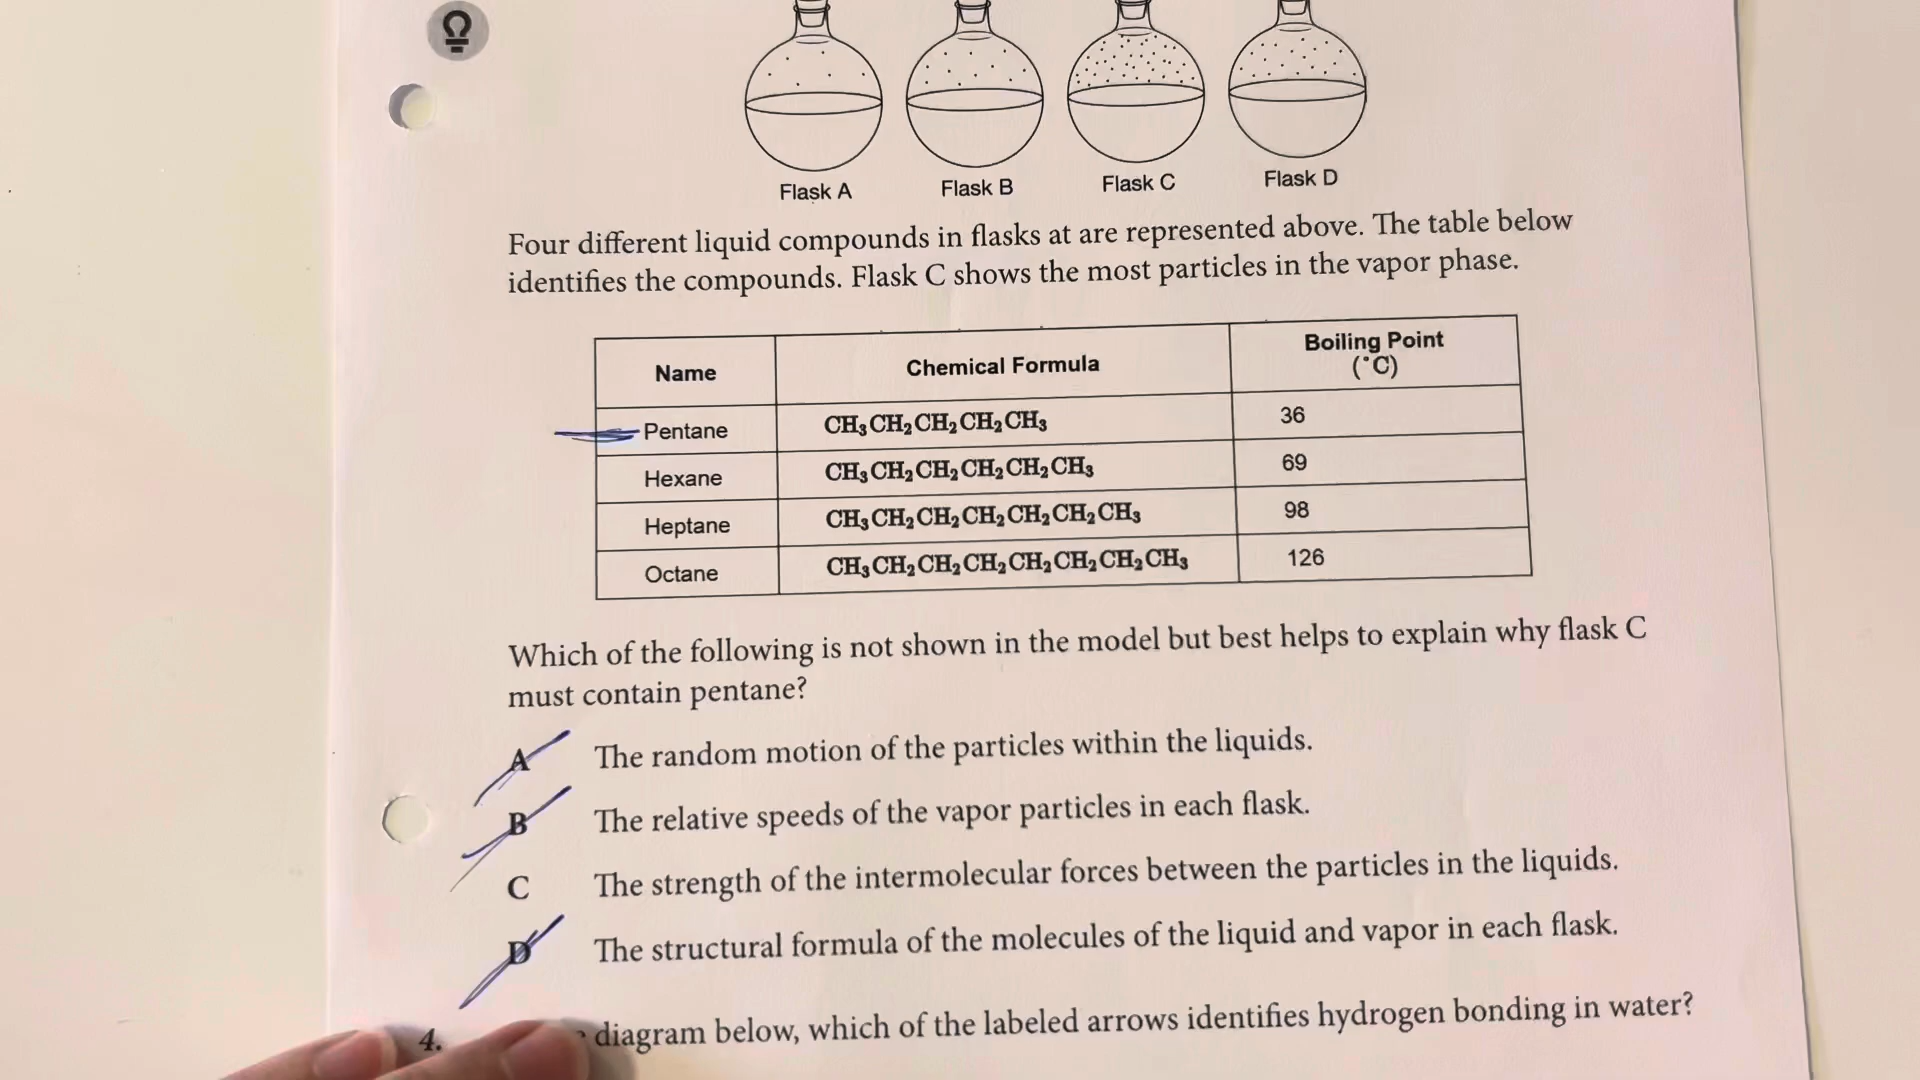 Flask A Flask B Flask C Flask D
Four different liquid compounds in flasks at are represented above. The table below
identifies the compounds. Flask C shows the most particles in the vapor phase.
Name Chemical Formula Boiling Point
(°C)
Pentane CH₃CH₂CH₂CH₂CH₃ 36
Hexane CH₃CH₂CH₂CH₂CH₂CH₃ 69
Heptane CH₃CH₂CH₂CH₂CH₂CH₂CH₃ 98
Octane CH₃CH₂CH₂CH₂CH₂CH₂CH₂CH₃ 126
Which of the following is not shown in the model but best helps to explain why flask C
must contain pentane?
A The random motion of the particles within the liquids.
B The relative speeds of the vapor particles in each flask.
C The strength of the intermolecular forces between the particles in the liquids.
D The structural formula of the molecules of the liquid and vapor in each flask.
4. diagram below, which of the labeled arrows identifies hydrogen bonding in water?